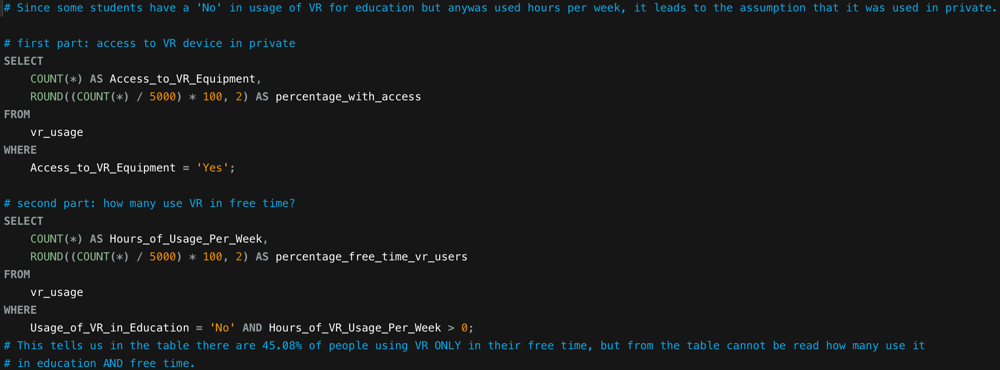 # Since some students have a 'No' in usage of VR for education but anywas used hours per week, it leads to the assumption that it was used in private.
# first part: access to VR device in private
SELECT
COUNT(*) AS Access_to_VR_Equipment,
ROUND((COUNT(*) / 5000) * 100, 2) AS percentage_with_access
FROM
vr_usage
WHERE
Access_to_VR_Equipment = 'Yes';
# second part: how many use VR in free time?
SELECT
COUNT(*) AS Hours_of_Usage_Per_Week,
ROUND((COUNT(*) / 5000) * 100, 2) AS percentage_free_time_vr_users
FROM
vr_usage
WHERE
Usage_of_VR_in_Education = 'No' AND Hours_of_VR_Usage_Per_Week > 0;
# This tells us in the table there are 45.08% of people using VR ONLY in their free time, but from the table cannot be read how many use it
# in education AND free time.